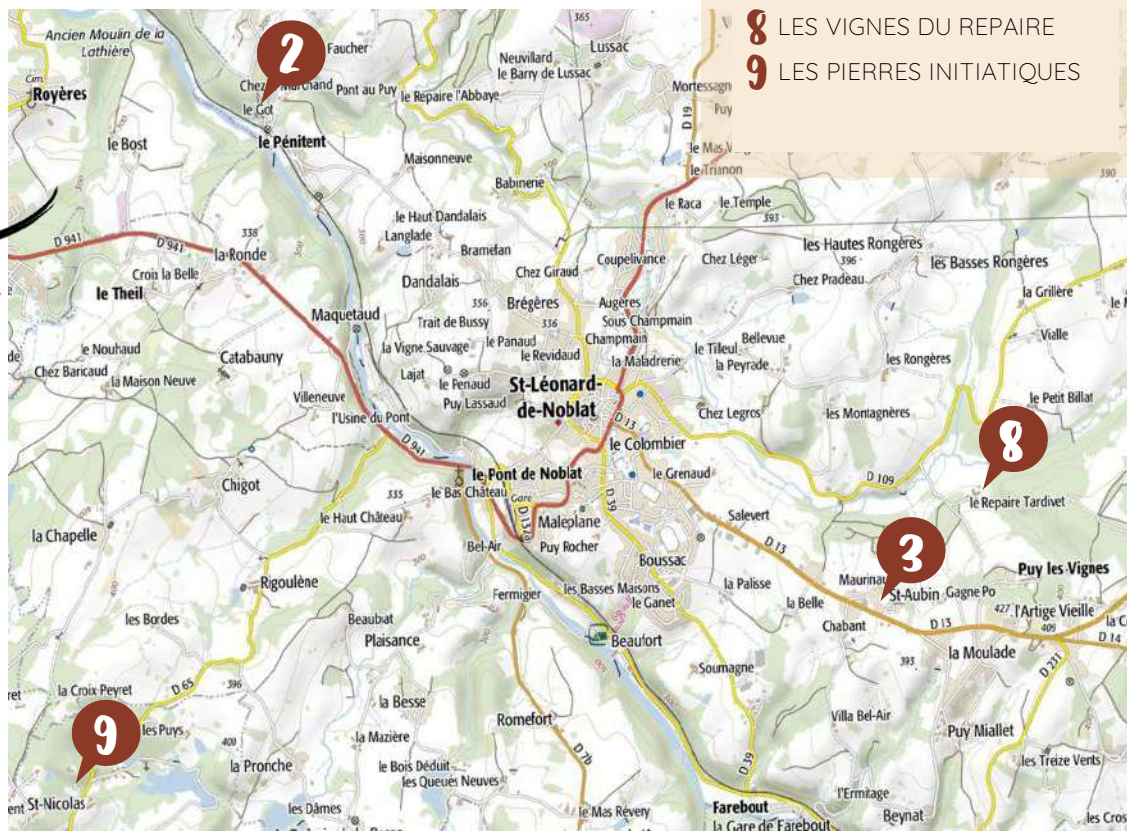 8 LES VIGNES DU REPAIRE
9 LES PIERRES INITIATIQUES
365
Ancien Moulin de la
Lathière
2
Faucher
Neuvillard
Lussac
le Barry de Lussac
Cim.
Royères
Pont au Puy
le Repaire l'Abbaye
D 19
le Got
le Bost
le Pénitent
Maisonneuve
le Trianon
Babinerie
390
le Raca
le Temple
393
le Haut Dandalais
Langlade
338
D 941
D 941
la Ronde
Bramefan
Coupelivance
Chez Léger
les Hautes Rongères
396
les Basses Rongères
Croix la Belle
Chez Giraud
Chez Pradeau
le Theil
Dandalais
la Grillère
356
Brégères
Augères
Maquetaud
Trait de Bussy
336
Sous Champmain
Vialle
le Nouhaud
la Vigne Sauvage
le Panaud
Champmain
le Tilleul
Bellevue
Catabauny
le Revidaud
la Maladrerie
la Peyrade
les Rongères
Chez Baricaud
la Maison Neuve
Lajat
le Penaud
St-Léonard-
de-Noblat
Villeneuve
Puy Lassaud
le Petit Billat
l'Usine du Pont
D 13
Chez Legros
les Montagnères
8
D 941
le Colombier
le Pont de Noblat
le Grenaud
D 109
Chigot
335
le Bas Château
Gare
D 39
le Repaire Tardivet
le Haut Château
D 13
D 17a
Maleplane
Salevert
la Chapelle
Bel-Air
Puy Rocher
Boussac
3
Rigoulène
les Basses Maisons
la Palisse
Puy les Vignes
Fermigier
le Ganet
la Belle
St-Aubin
Gagne Po
427
l'Artige Vieille
les Bordes
Beaubiat
Chabant
D 13
405
Plaisance
Beaufort
D 14
393
la Moulade
Soumagne
D 231
la Croix Peyret
D 65
396
la Besse
9
les Puys
Romefort
Villa Bel-Air
Puy Miallet
400
la Mazière
la Pronche
le Bois Déduit
D 7b
D 39
les Treize Vents
les Queues Neuves
St-Nicolas
l'Ermitage
les Dâmes
le Mas Révery
Farebout
Beynat
la Gare de Farebout